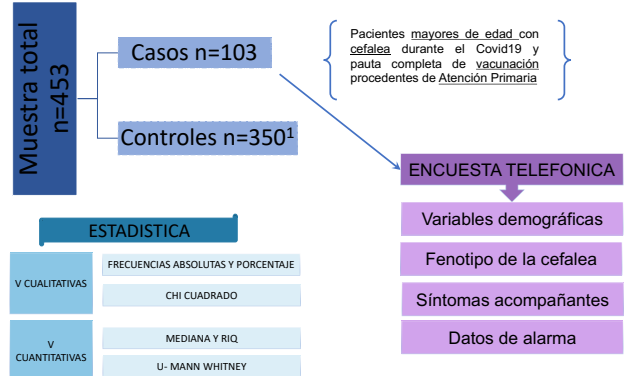 Muestra total
n=453
Casos n=103
Controles n=350¹
Pacientes mayores de edad con
cefalea durante el Covid19 y
pauta completa de vacunación
procedentes de Atención Primaria
ENCUESTA TELEFONICA
Variables demográficas
Fenotipo de la cefalea
Síntomas acompañantes
Datos de alarma
ESTADISTICA
V CUALITATIVAS
FRECUENCIAS ABSOLUTAS Y PORCENTAJE
CHI CUADRADO
V
CUANTITATIVAS
MEDIANA Y RIQ
U- MANN WHITNEY